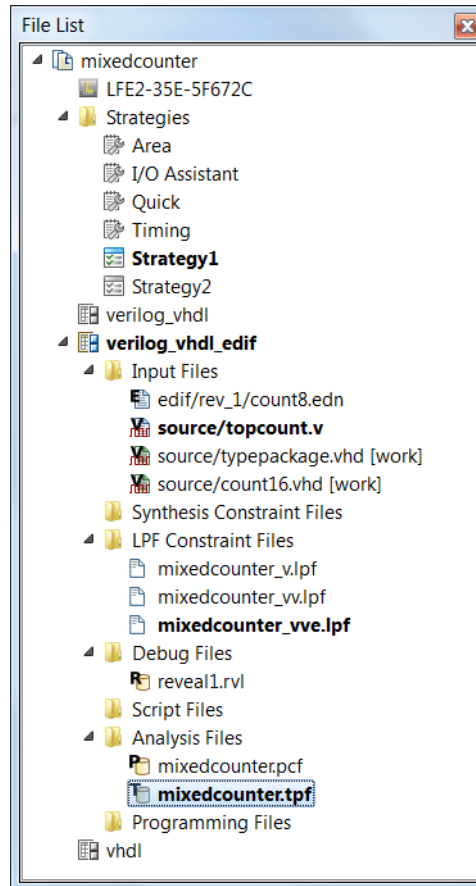 File List
mixedcounter
LFE2-35E-5F672C
Strategies
Area
I/O Assistant
Quick
Timing
Strategy1
Strategy2
verilog_vhdl
verilog_vhdl_edif
Input Files
edif/rev_1/count8.edn
source/topcount.v
source/typepackage.vhd [work]
source/count16.vhd [work]
Synthesis Constraint Files
LPF Constraint Files
mixedcounter_v.lpf
mixedcounter_vv.lpf
mixedcounter_vve.lpf
Debug Files
reveal1.rvl
Script Files
Analysis Files
mixedcounter.pcf
mixedcounter.tpf
Programming Files
vhdl